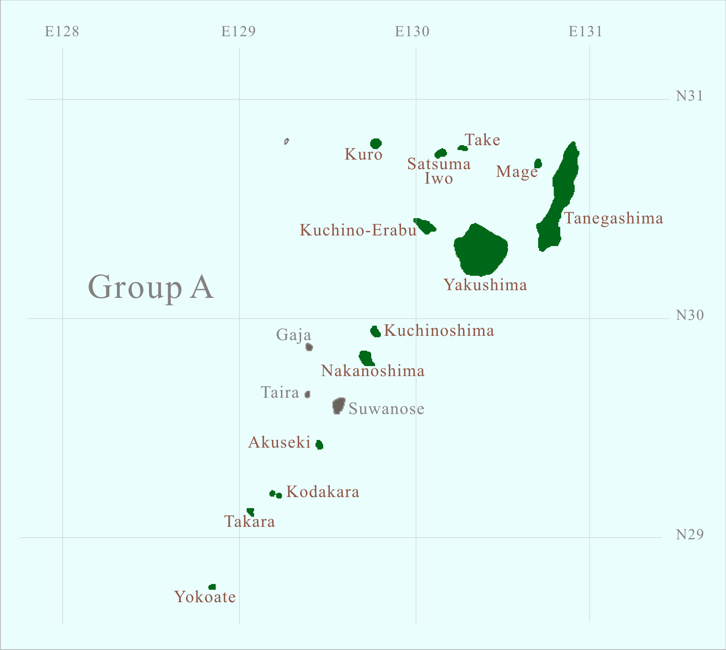 E128
E129
E130
E131
N31
Kuro
Take
Satsuma
Iwo
Mage
Tanegashima
Kuchino-Erabu
Yakushima
Group A
N30
Gaja
Kuchinoshima
Nakanoshima
Taira
Suwanose
Akuseki
Kodakara
Takara
N29
Yokoate